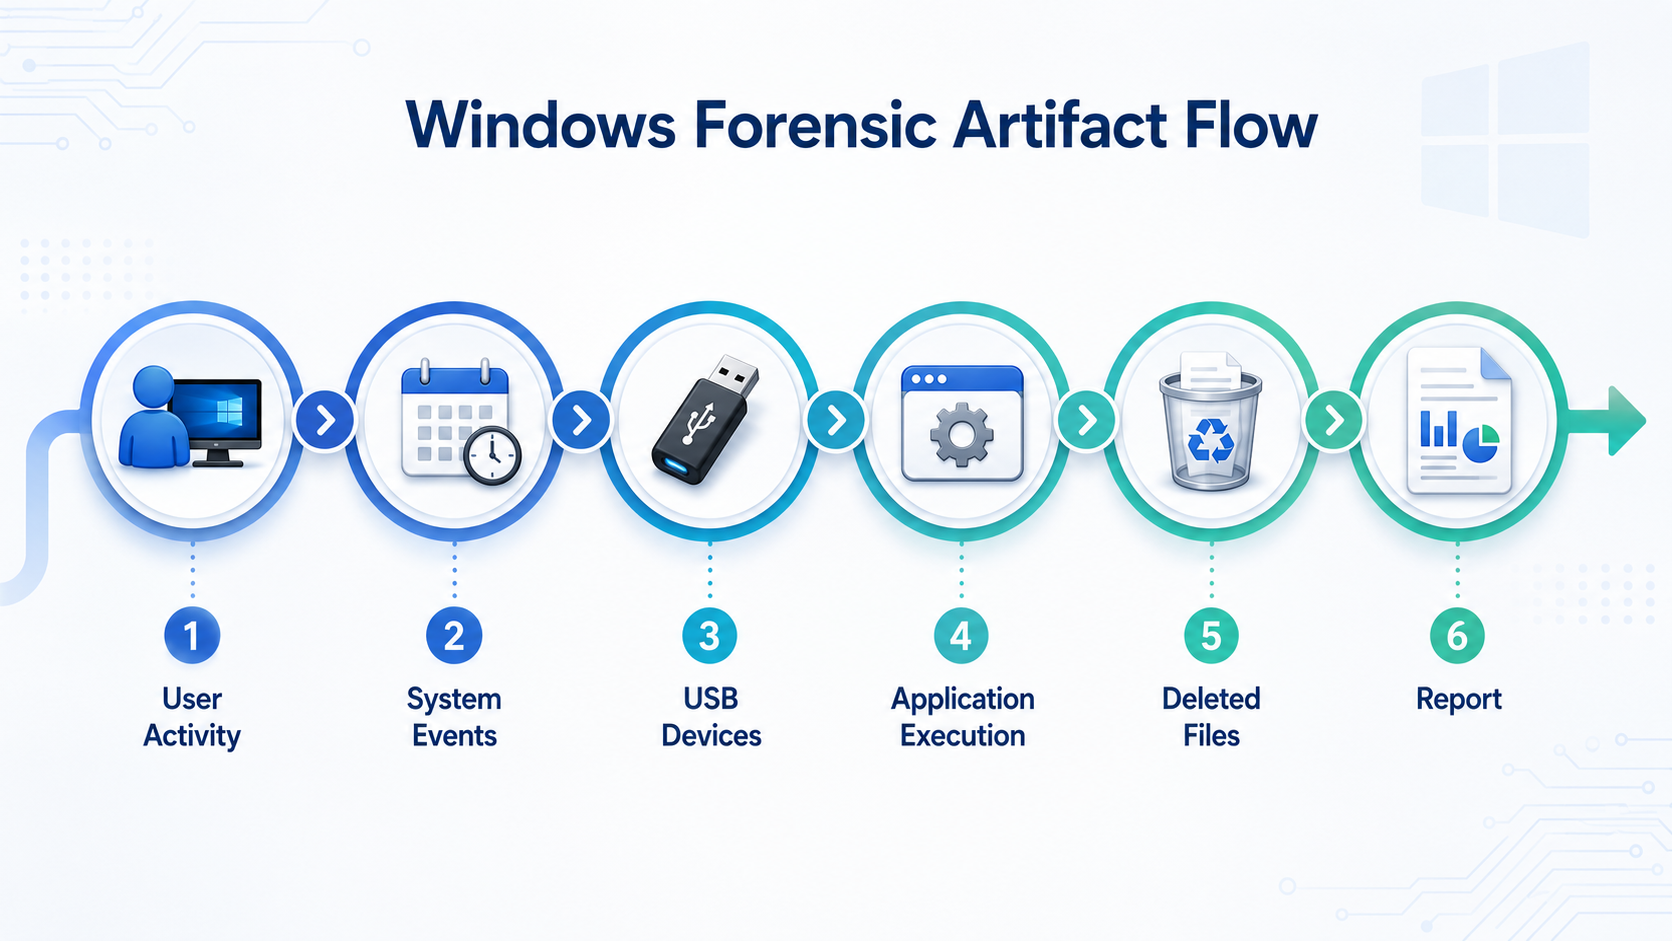 Windows Forensic Artifact Flow
1
User
Activity
2
System
Events
3
USB
Devices
4
Application
Execution
5
Deleted
Files
6
Report